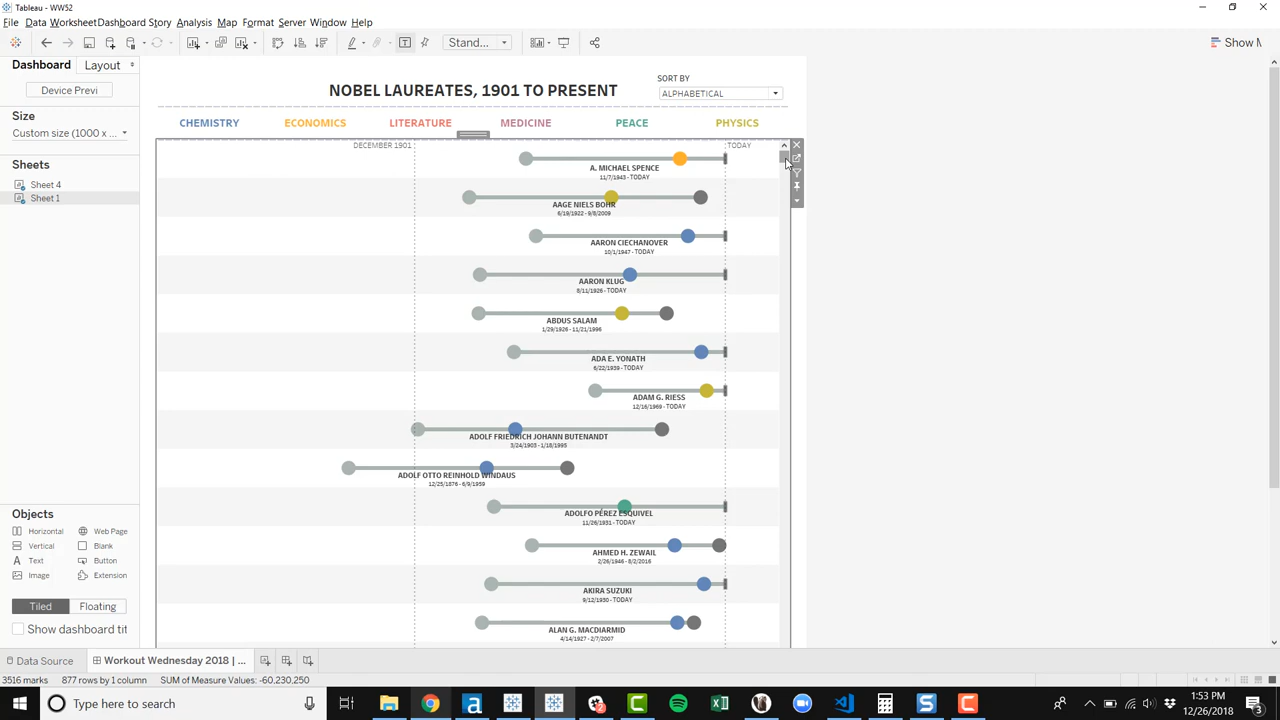 Tableau - WW52
File Data Worksheet Dashboard Story Analysis Map Format Server Window Help
Stand...
Show M
Dashboard Layout
Device Previ
Size
Custom size (1000 x ...
Sheets
Sheet 4
Sheet 1
Objects
Horizontal Web Page
Vertical Blank
Text Button
Image Extension
Tiled Floating
Show dashboard tit
SORT BY
NOBEL LAUREATES, 1901 TO PRESENT
ALPHABETICAL
CHEMISTRY ECONOMICS LITERATURE MEDICINE PEACE PHYSICS
DECEMBER 1901 TODAY
A. MICHAEL SPENCE
11/7/1943 - TODAY
AAGE NIELS BOHR
6/19/1922 - 9/8/2009
AARON CIECHANOVER
10/1/1947 - TODAY
AARON KLUG
8/11/1926 - TODAY
ABDUS SALAM
1/29/1926 - 11/21/1996
ADA E. YONATH
6/22/1939 - TODAY
ADAM G. RIESS
12/16/1969 - TODAY
ADOLF FRIEDRICH JOHANN BUTENANDT
3/24/1903 - 1/18/1995
ADOLF OTTO REINHOLD WINDAUS
12/25/1876 - 6/9/1959
ADOLFO PÉREZ ESQUIVEL
11/26/1931 - TODAY
AHMED H. ZEWAIL
2/26/1946 - 8/2/2016
AKIRA SUZUKI
9/12/1930 - TODAY
ALAN G. MACDIARMID
4/14/1927 - 2/7/2007
Data Source Workout Wednesday 2018 | ...
3516 marks 877 rows by 1 column SUM of Measure Values: -60,230,250
Type here to search
1:53 PM
12/26/2018